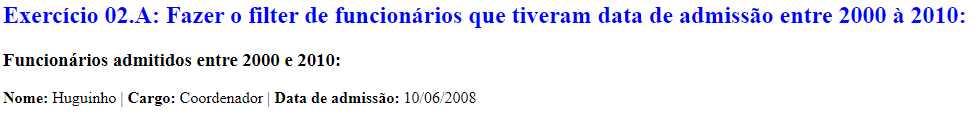 Exercício 02.A: Fazer o filter de funcionários que tiveram data de admissão entre 2000 à 2010:
Funcionários admitidos entre 2000 e 2010:
Nome: Huguinho | Cargo: Coordenador | Data de admissão: 10/06/2008